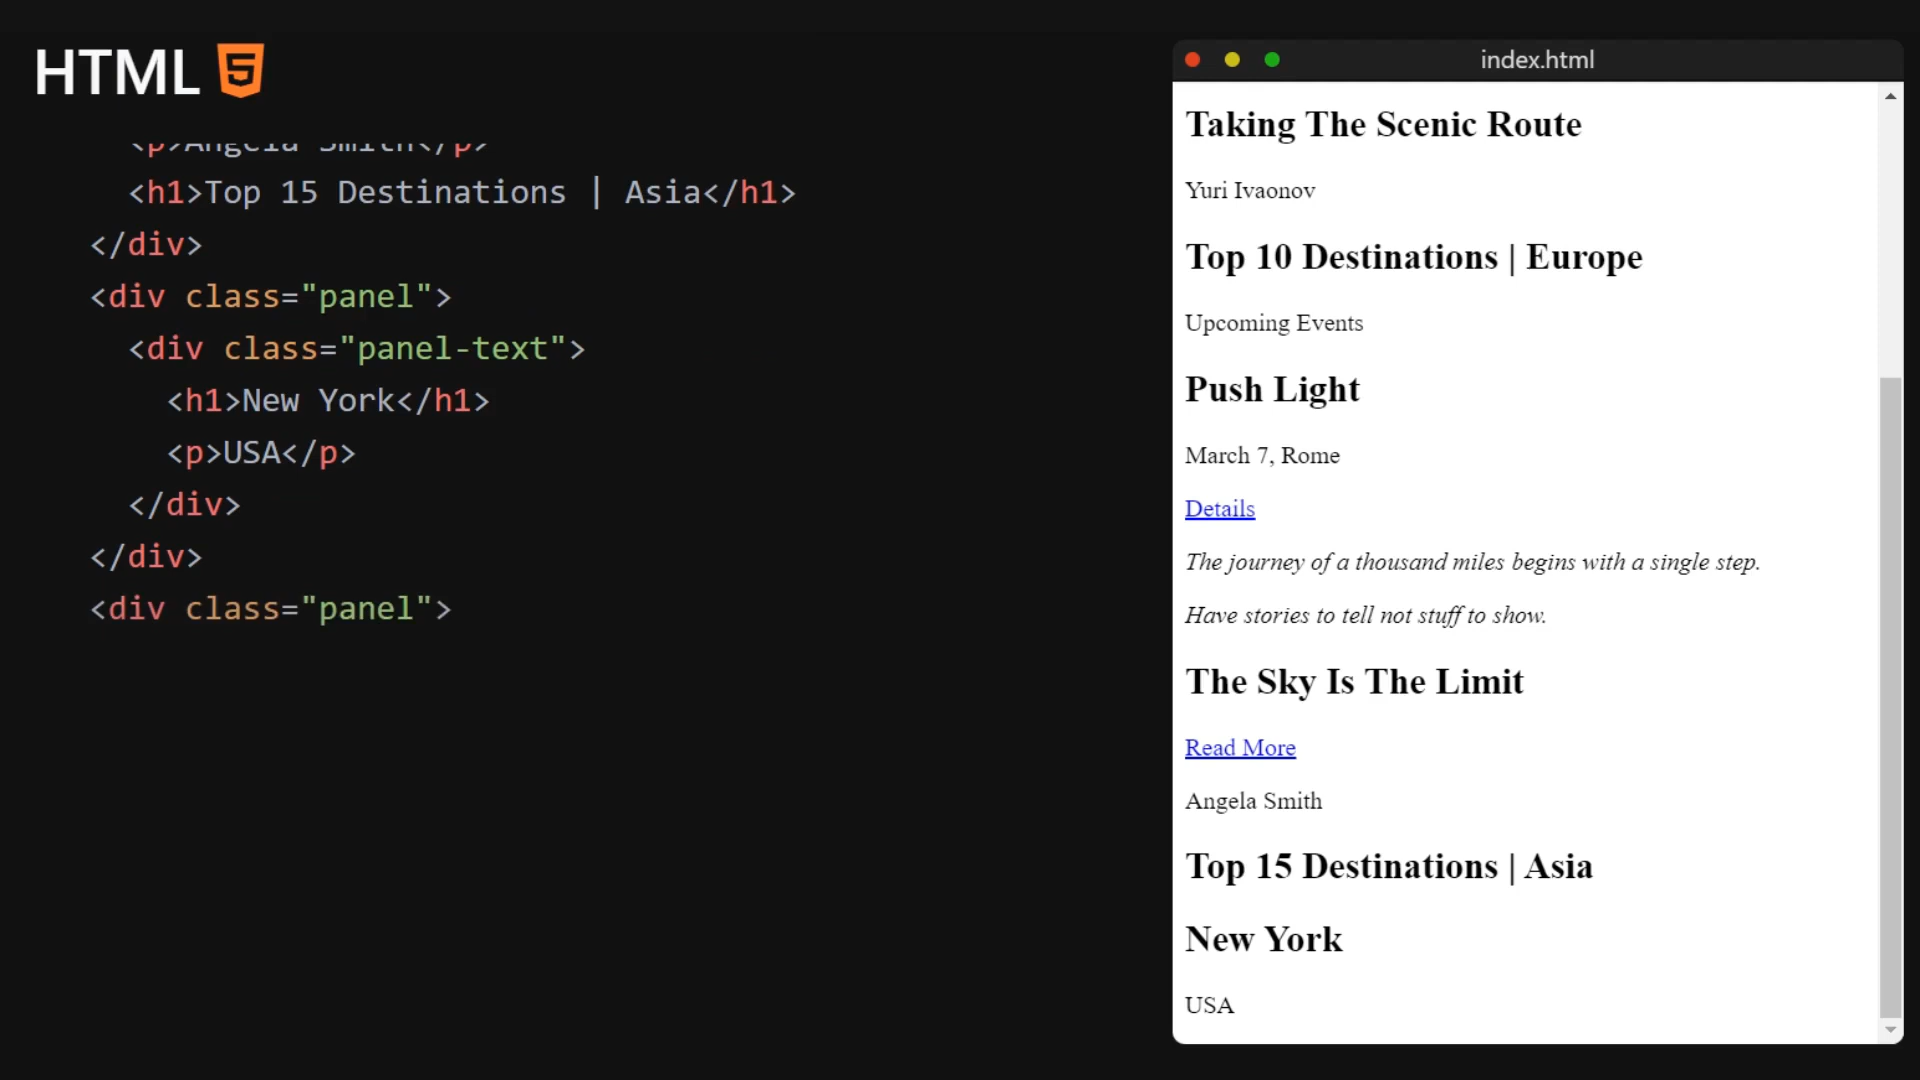 HTML 5
<p>Angela Smith</p>
<h1>Top 15 Destinations | Asia</h1>
</div>
<div class="panel">
<div class="panel-text">
<h1>New York</h1>
<p>USA</p>
</div>
</div>
<div class="panel">
index.html
Taking The Scenic Route
Yuri Ivaonov
Top 10 Destinations | Europe
Upcoming Events
Push Light
March 7, Rome
Details
The journey of a thousand miles begins with a single step.
Have stories to tell not stuff to show.
The Sky Is The Limit
Read More
Angela Smith
Top 15 Destinations | Asia
New York
USA